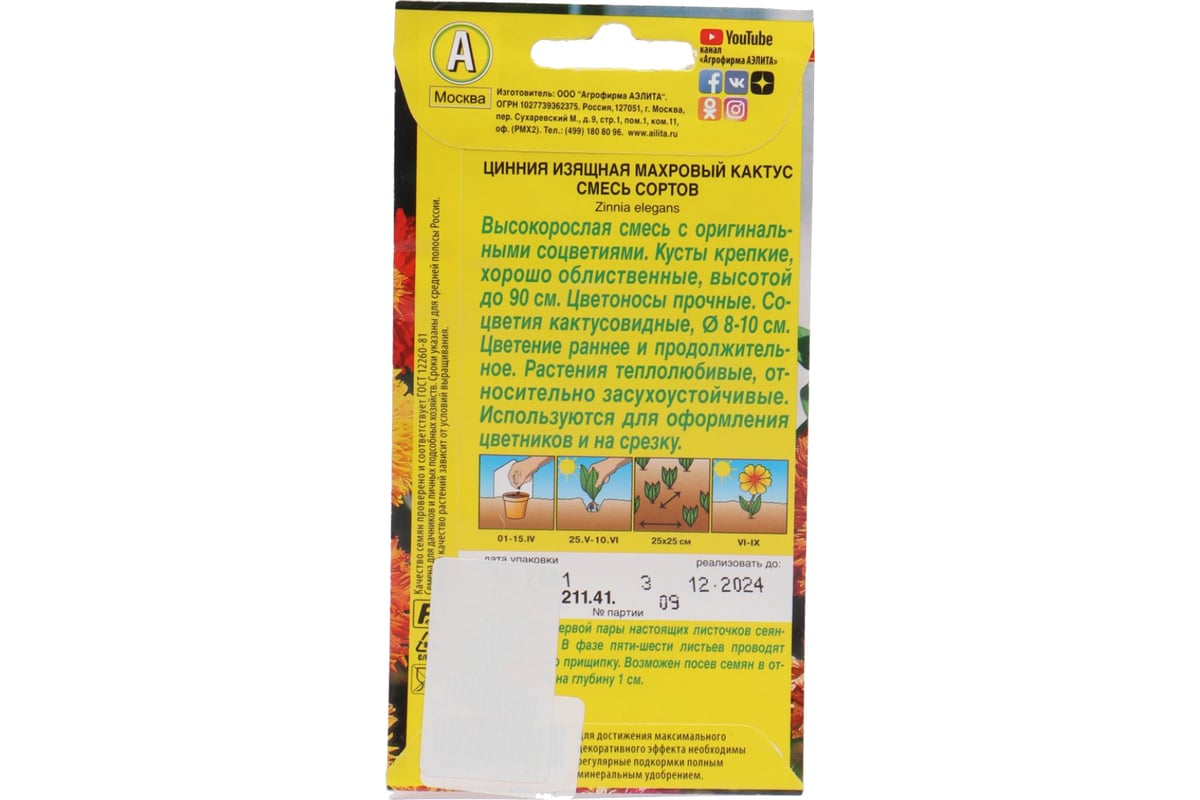 А
Москва
Изготовитель: ООО "Агрофирма АЭЛИТА".
ОГРН 1027739362375. Россия, 127051, г. Москва,
пер. Сухаревский М., д. 9, стр.1, пом.1, ком.11,
оф. (РМХ2). Тел.: (499) 180 80 96. www.ailita.ru
YouTube
канал
«Агрофирма АЭЛИТА»
ЦИННИЯ ИЗЯЩНАЯ МАХРОВЫЙ КАКТУС
СМЕСЬ СОРТОВ
Zinnia elegans
Высокорослая смесь с оригиналь-
ными соцветиями. Кусты крепкие,
хорошо облиственные, высотой
до 90 см. Цветоносы прочные. Со-
цветия кактусовидные, Ø 8-10 см.
Цветение раннее и продолжитель-
ное. Растения теплолюбивые, от-
носительно засухоустойчивые.
Используются для оформления
цветников и на срезку.
01-15.IV 25.V-10.VI 25х25 см VI-IX
дата упаковки реализовать до:
3 12·2024
211.41. 09
№ партии
ервой пары настоящих листочков сеян-
В фазе пяти-шести листьев проводят
прищипку. Возможен посев семян в от-
на глубину 1 см.
для достижения максимального
декоративного эффекта необходимы
регулярные подкормки полным
минеральным удобрением.
Качество семян проверено и соответствует ГОСТ 12260-81
Семена для дачников и личных подсобных хозяйств. Сроки указаны для средней полосы России.
качество растений зависит от условий выращивания.